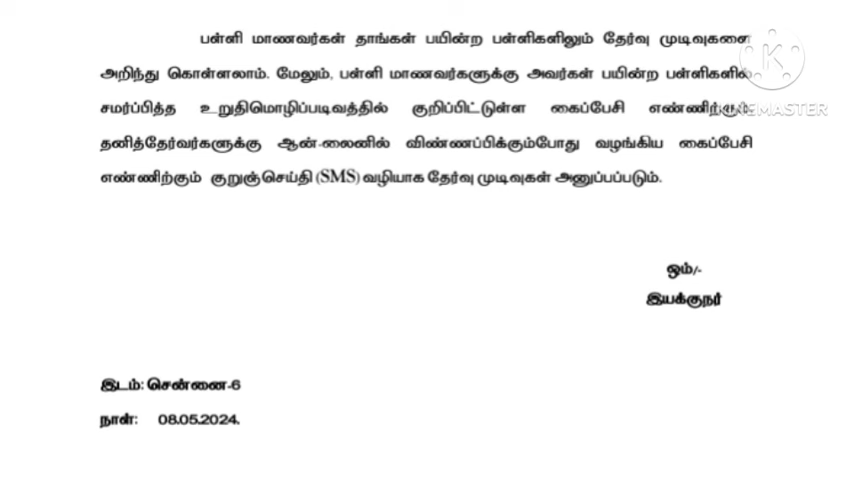 பள்ளி மாணவர்கள் தாங்கள் பயின்ற பள்ளிகளிலும் தேர்வு முடிவுகளை
அறிந்து கொள்ளலாம். மேலும், பள்ளி மாணவர்களுக்கு அவர்கள் பயின்ற பள்ளிகளில்
சமர்ப்பித்த உறுதிமொழிப்படிவத்தில் குறிப்பிட்டுள்ள கைப்பேசி எண்ணிற்கும்,
தனித்தேர்வர்களுக்கு ஆன்-லைனில் விண்ணப்பிக்கும்போது வழங்கிய கைப்பேசி
எண்ணிற்கும் குறுஞ்செய்தி (SMS) வழியாக தேர்வு முடிவுகள் அனுப்பப்படும்.
ஒம்/-
இயக்குநர்
இடம்: சென்னை-6
நாள்: 08.05.2024.
K
KINEMASTER